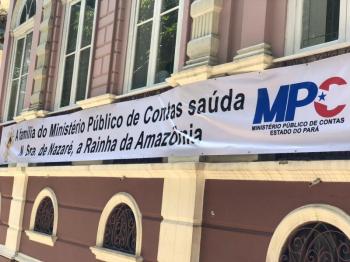 A família do Ministério Público de Contas saúda
N. Sra. de Nazaré, a Rainha da Amazônia
MPC
MINISTÉRIO PÚBLICO DE CONTAS
ESTADO DO PARÁ